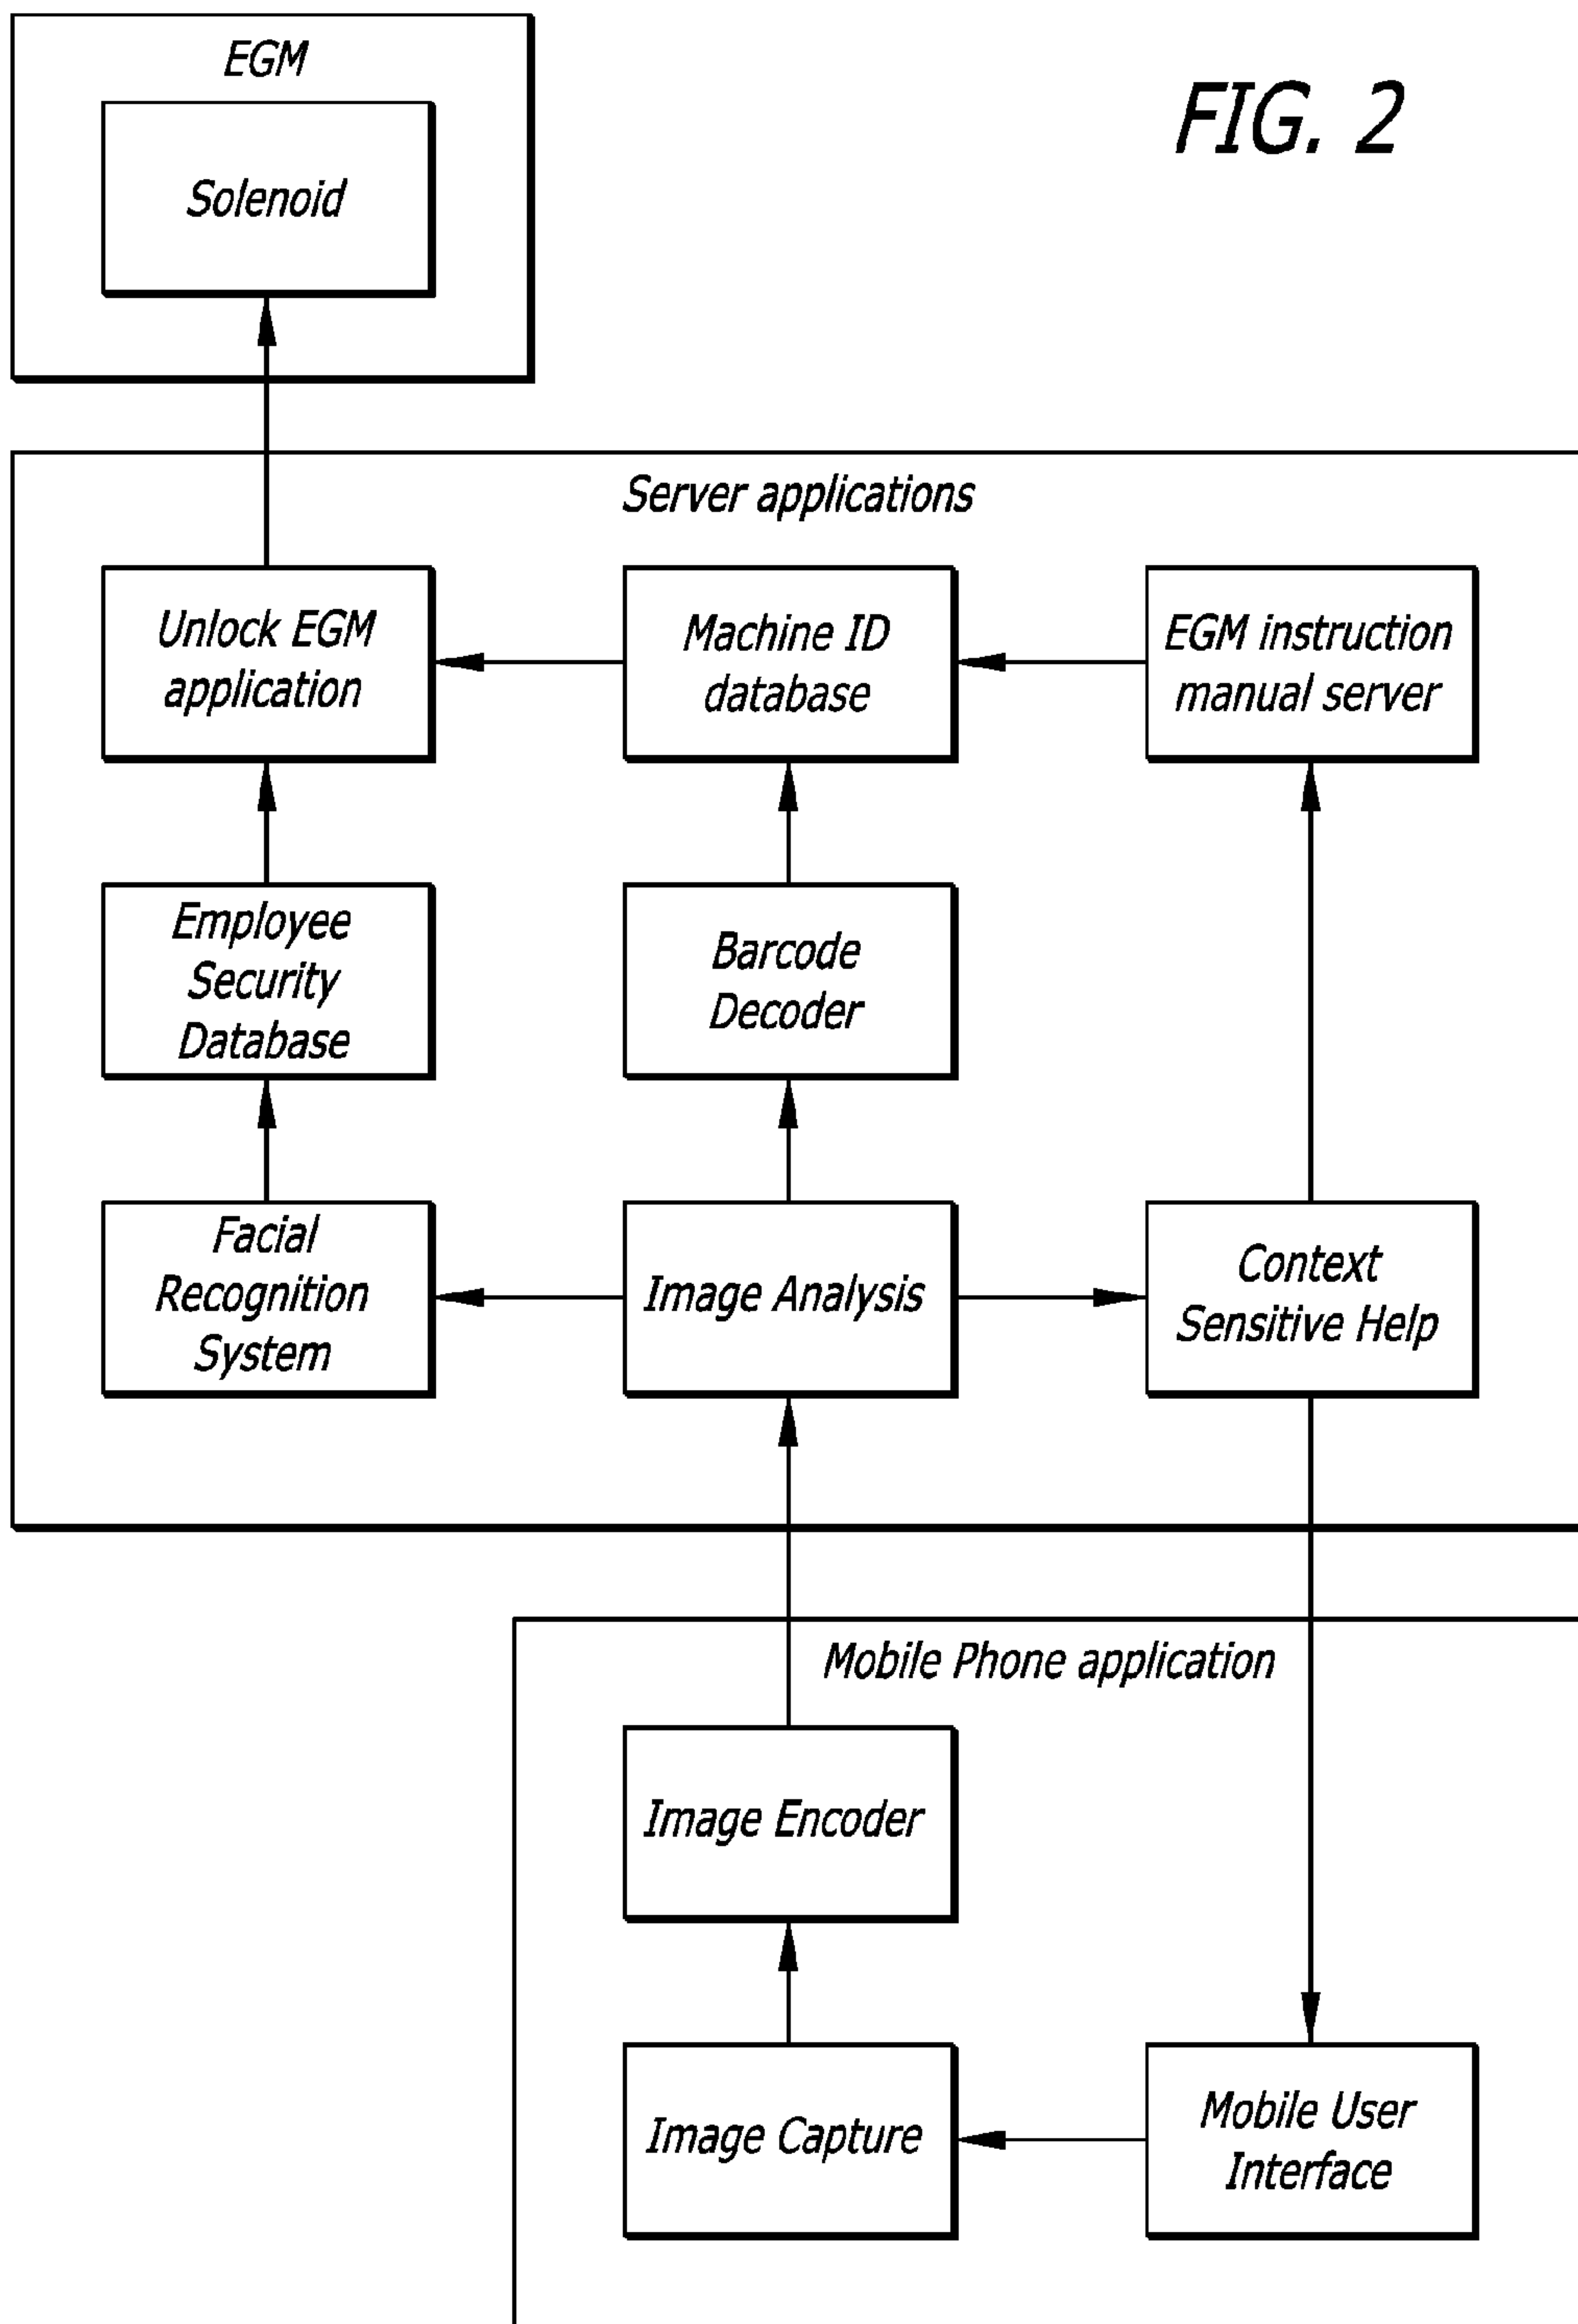 EGM
FIG. 2
Solenoid
Server applications
Unlock EGM
application
Machine ID
database
EGM instruction
manual server
Employee
Security
Database
Barcode
Decoder
Facial
Recognition
System
Image Analysis
Context
Sensitive Help
Mobile Phone application
Image Encoder
Image Capture
Mobile User
Interface